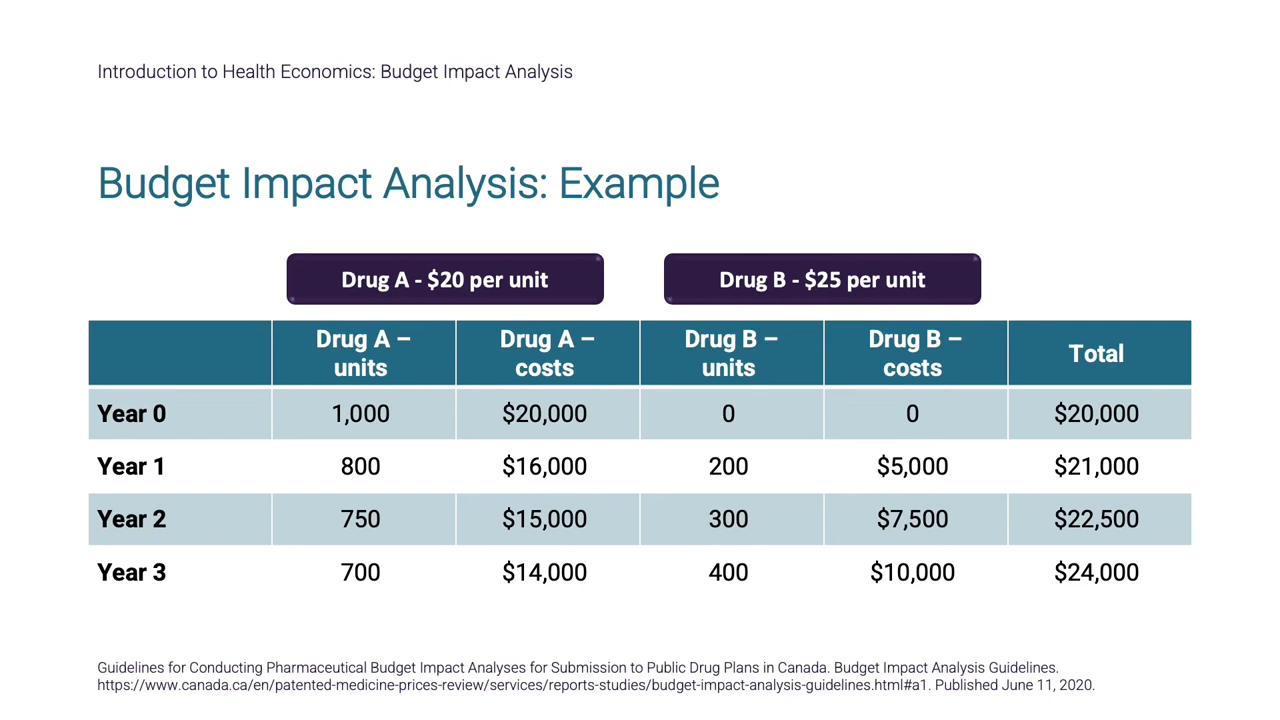 Introduction to Health Economics: Budget Impact Analysis
Budget Impact Analysis: Example
Drug A - $20 per unit
Drug B - $25 per unit
Drug A –
units
Drug A –
costs
Drug B –
units
Drug B –
costs
Total
Year 0 1,000 $20,000 0 0 $20,000
Year 1 800 $16,000 200 $5,000 $21,000
Year 2 750 $15,000 300 $7,500 $22,500
Year 3 700 $14,000 400 $10,000 $24,000
Guidelines for Conducting Pharmaceutical Budget Impact Analyses for Submission to Public Drug Plans in Canada. Budget Impact Analysis Guidelines.
https://www.canada.ca/en/patented-medicine-prices-review/services/reports-studies/budget-impact-analysis-guidelines.html#a1. Published June 11, 2020.